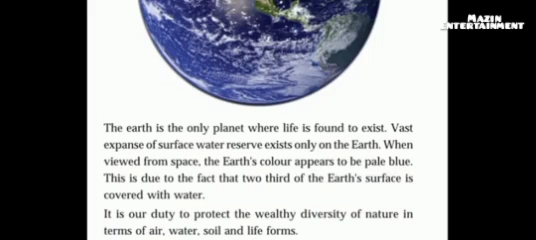 MAZIN
ENTERTAINMENT
The earth is the only planet where life is found to exist. Vast
expanse of surface water reserve exists only on the Earth. When
viewed from space, the Earth's colour appears to be pale blue.
This is due to the fact that two third of the Earth's surface is
covered with water.
It is our duty to protect the wealthy diversity of nature in
terms of air, water, soil and life forms.